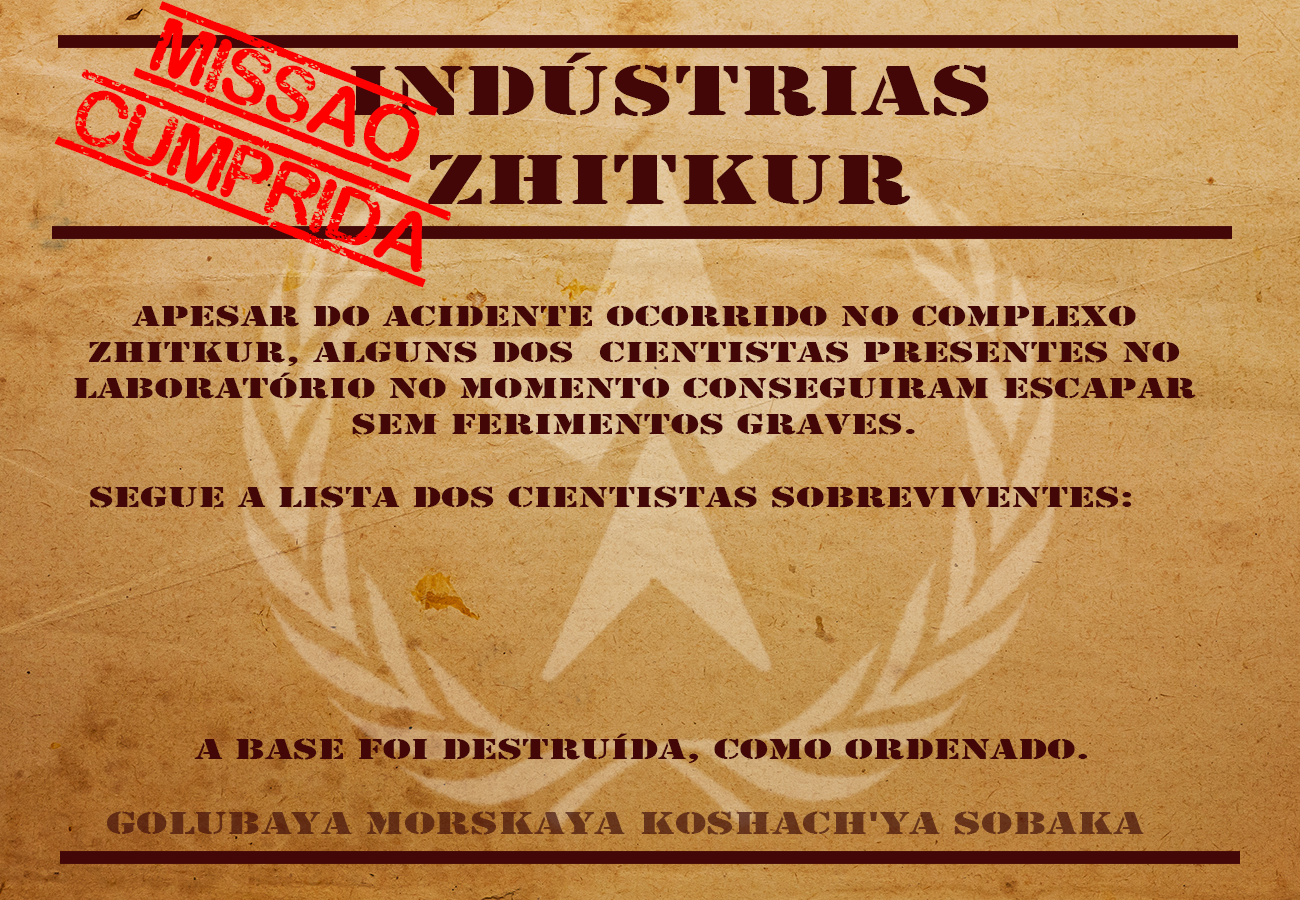 MISSAO
CUMPRIDA
INDÚSTRIAS
ZHITKUR
APESAR DO ACIDENTE OCORRIDO NO COMPLEXO
ZHITKUR, ALGUNS DOS CIENTISTAS PRESENTES NO
LABORATÓRIO NO MOMENTO CONSEGUIRAM ESCAPAR
SEM FERIMENTOS GRAVES.
SEGUE A LISTA DOS CIENTISTAS SOBREVIVENTES:
A BASE FOI DESTRUÍDA, COMO ORDENADO.
GOLUBAYA MORSKAYA KOSHACH'YA SOBAKA